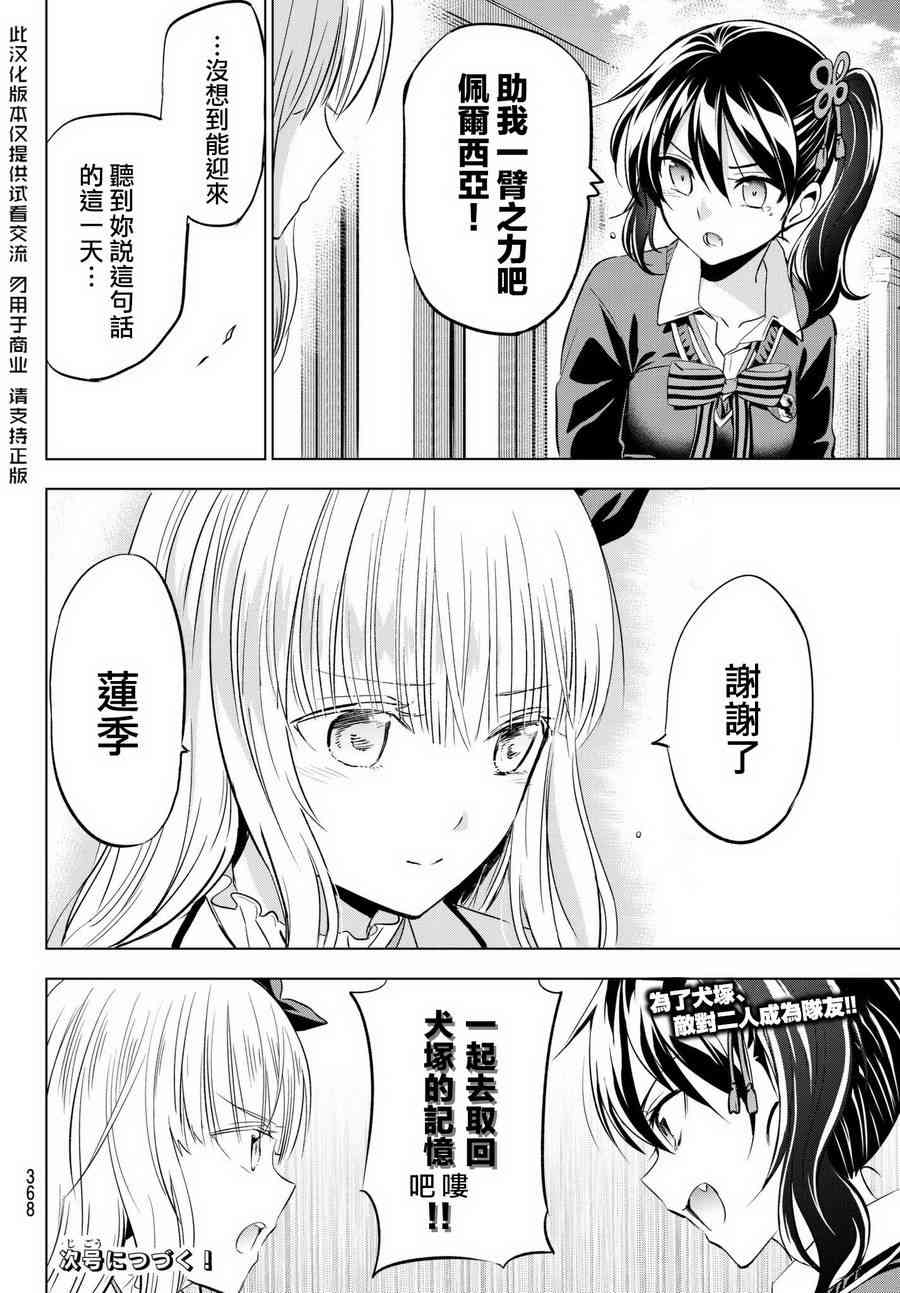 助我一臂之力吧
佩爾西亞！
…沒想到能迎來
聽到妳說這句話
的這一天…
謝謝了
蓮季
為了犬塚、
敵對二人成為隊友!!
一起去取回
犬塚的記憶
吧嘍
!!
じごう
次号につづく！
368
此汉化版本仅提供试看交流 勿用于商业 请支持正版